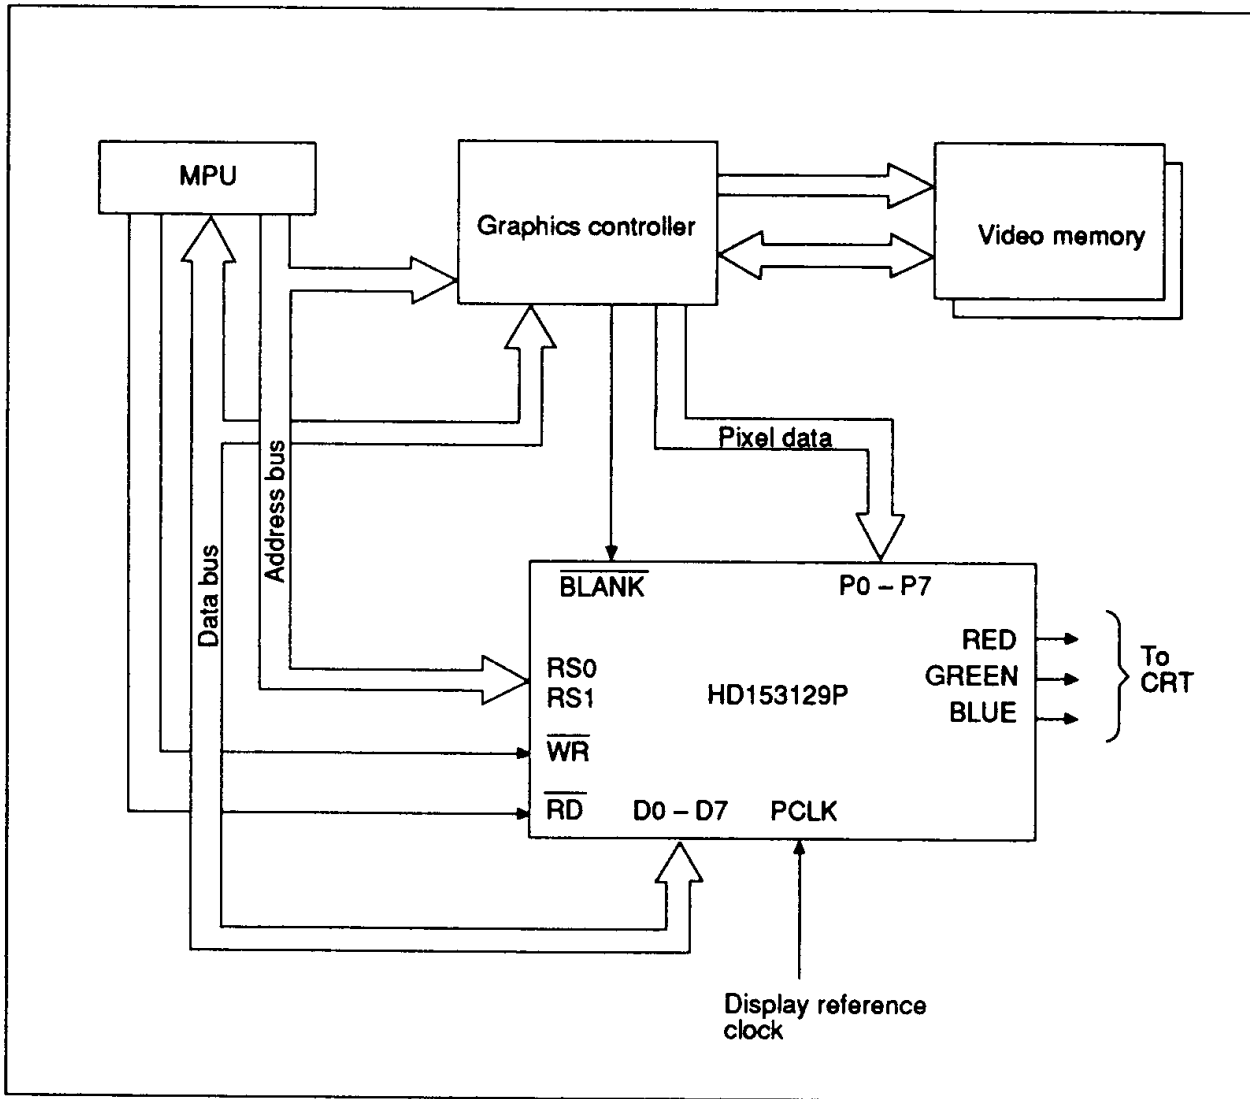 MPU
Graphics controller
Video memory
Pixel data
Address bus
Data bus
BLANK
P0 – P7
RS0
RS1
HD153129P
RED
GREEN
BLUE
To
CRT
WR
RD
D0 – D7
PCLK
Display reference
clock